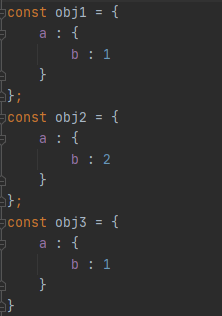 const obj1 = {
    a : {
        b : 1
    }
};
const obj2 = {
    a : {
        b : 2
    }
};
const obj3 = {
    a : {
        b : 1
    }
}